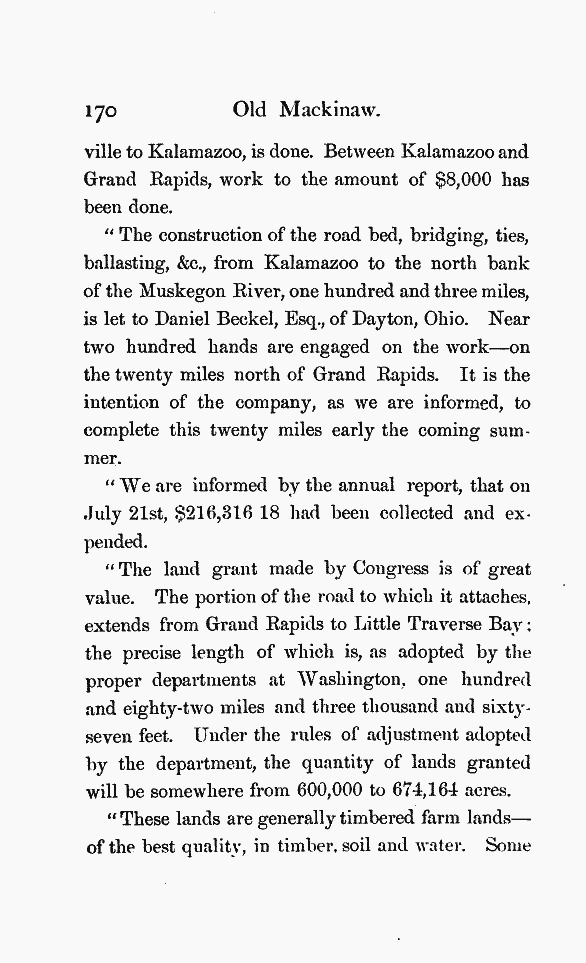 170 Old Mackinaw.
ville to Kalamazoo, is done. Between Kalamazoo and
Grand Rapids, work to the amount of $8,000 has
been done.
“The construction of the road bed, bridging, ties,
ballasting, &c., from Kalamazoo to the north bank
of the Muskegon River, one hundred and three miles,
is let to Daniel Beckel, Esq., of Dayton, Ohio. Near
two hundred hands are engaged on the work—on
the twenty miles north of Grand Rapids. It is the
intention of the company, as we are informed, to
complete this twenty miles early the coming sum-
mer.
“We are informed by the annual report, that on
July 21st, $216,316 18 had been collected and ex-
pended.
“The land grant made by Congress is of great
value. The portion of the road to which it attaches,
extends from Grand Rapids to Little Traverse Bay;
the precise length of which is, as adopted by the
proper departments at Washington, one hundred
and eighty-two miles and three thousand and sixty-
seven feet. Under the rules of adjustment adopted
by the department, the quantity of lands granted
will be somewhere from 600,000 to 674,164 acres.
“These lands are generally timbered farm lands—
of the best quality, in timber, soil and water. Some